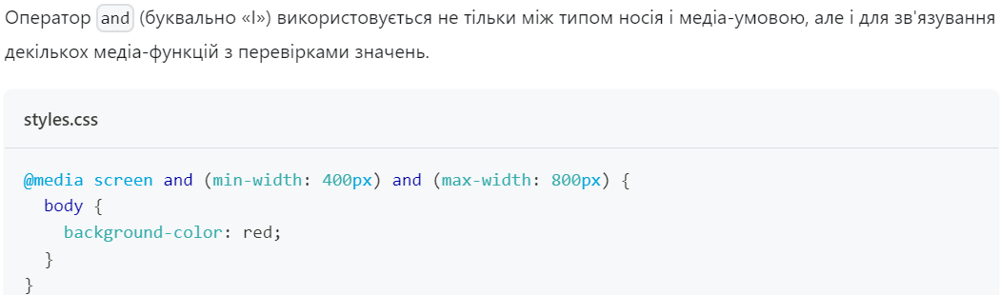 Оператор and (буквально «І») використовується не тільки між типом носія і медіа-умовою, але і для зв'язування
декількох медіа-функцій з перевірками значень.
styles.css
@media screen and (min-width: 400px) and (max-width: 800px) {
  body {
    background-color: red;
  }
}